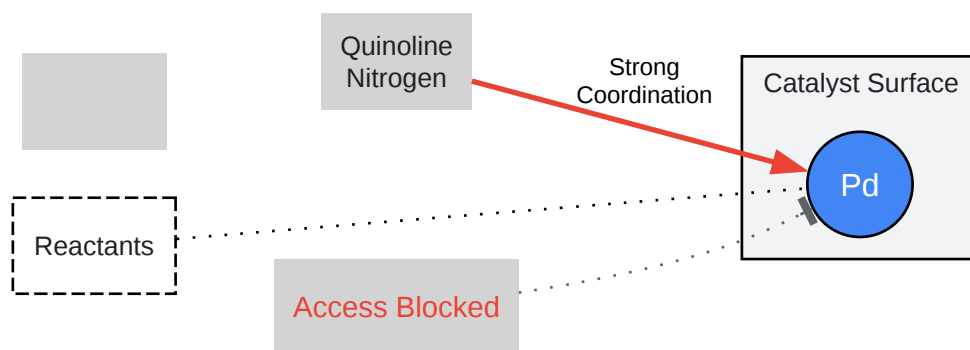 Quinoline
Nitrogen
Strong
Coordination
Catalyst Surface
Pd
Reactants
Access Blocked